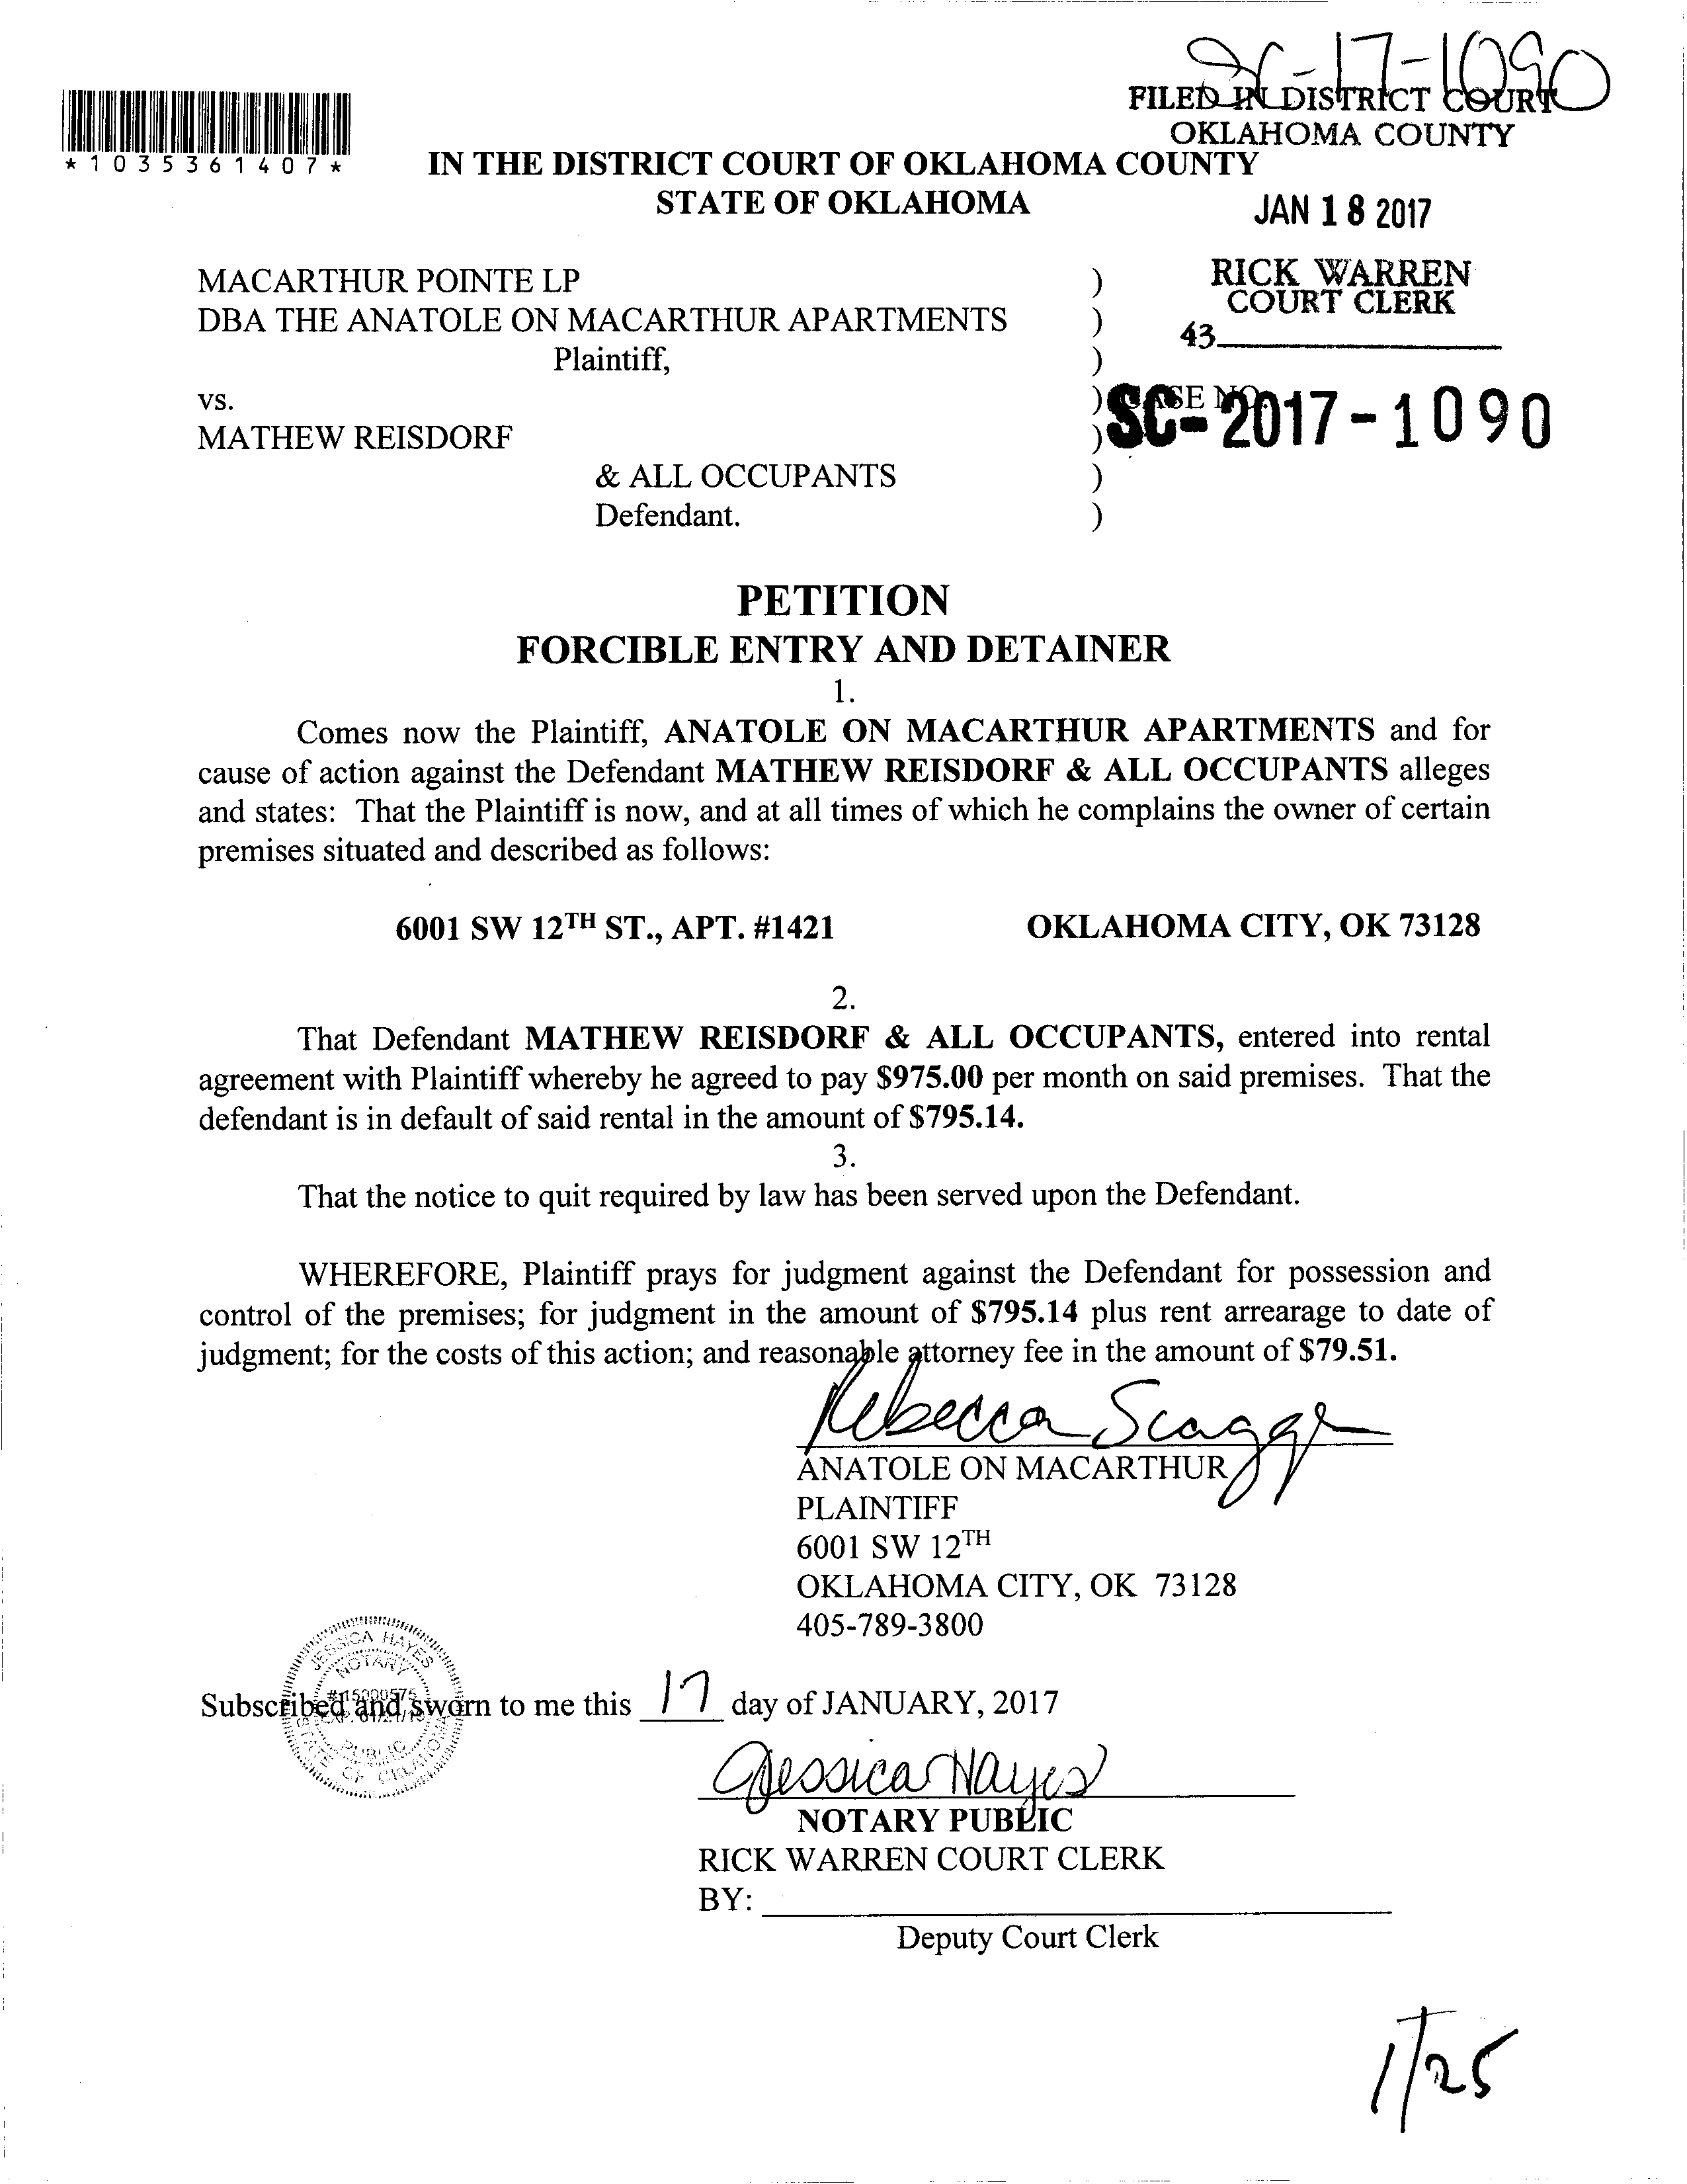 SC-17-1090
FILED IN DISTRICT COURT
OKLAHOMA COUNTY
*1035361407*
IN THE DISTRICT COURT OF OKLAHOMA COUNTY
STATE OF OKLAHOMA
JAN 18 2017
MACARTHUR POINTE LP )
RICK WARREN
COURT CLERK
DBA THE ANATOLE ON MACARTHUR APARTMENTS )
43
Plaintiff, )
vs. ) CASE NO.
SC-2017-1090
MATHEW REISDORF )
& ALL OCCUPANTS )
Defendant. )
PETITION
FORCIBLE ENTRY AND DETAINER
1.
Comes now the Plaintiff, ANATOLE ON MACARTHUR APARTMENTS and for
cause of action against the Defendant MATHEW REISDORF & ALL OCCUPANTS alleges
and states: That the Plaintiff is now, and at all times of which he complains the owner of certain
premises situated and described as follows:
6001 SW 12TH ST., APT. #1421 OKLAHOMA CITY, OK 73128
2.
That Defendant MATHEW REISDORF & ALL OCCUPANTS, entered into rental
agreement with Plaintiff whereby he agreed to pay $975.00 per month on said premises. That the
defendant is in default of said rental in the amount of $795.14.
3.
That the notice to quit required by law has been served upon the Defendant.
WHEREFORE, Plaintiff prays for judgment against the Defendant for possession and
control of the premises; for judgment in the amount of $795.14 plus rent arrearage to date of
judgment; for the costs of this action; and reasonable attorney fee in the amount of $79.51.
Rebecca Scaggs
ANATOLE ON MACARTHUR
PLAINTIFF
6001 SW 12TH
OKLAHOMA CITY, OK 73128
405-789-3800
JESSICA HAYES
NOTARY
#15000575
EXP. 01/21/19
PUBLIC
STATE OF OKLAHOMA
Subscribed and sworn to me this 17 day of JANUARY, 2017
Jessica Hayes
NOTARY PUBLIC
RICK WARREN COURT CLERK
BY:
Deputy Court Clerk
1/25